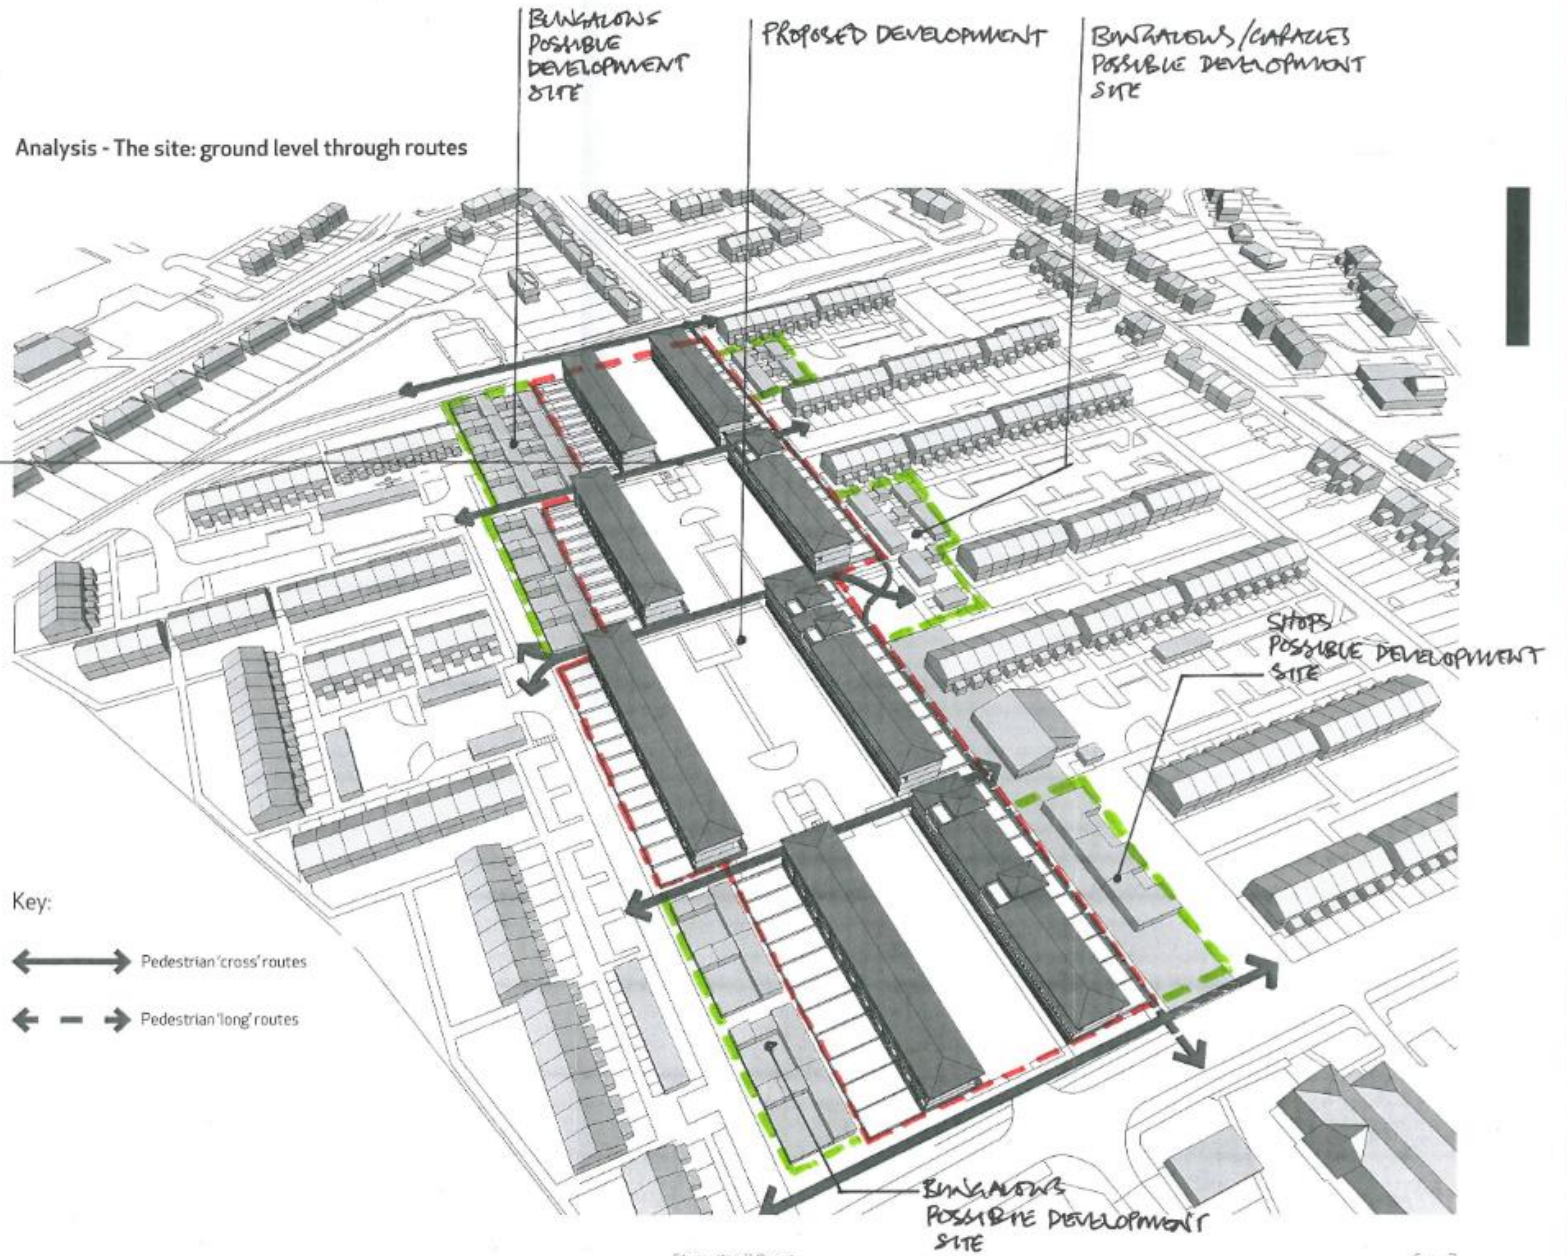 BUNGALOWS
POSSIBLE
DEVELOPMENT
SITE
PROPOSED DEVELOPMENT
BUNGALOWS/GARAGES
POSSIBLE DEVELOPMENT
SITE
Analysis - The site: ground level through routes
SHOPS
POSSIBLE DEVELOPMENT
SITE
Key:
Pedestrian 'cross' routes
Pedestrian 'long' routes
BUNGALOWS
POSSIBLE DEVELOPMENT
SITE